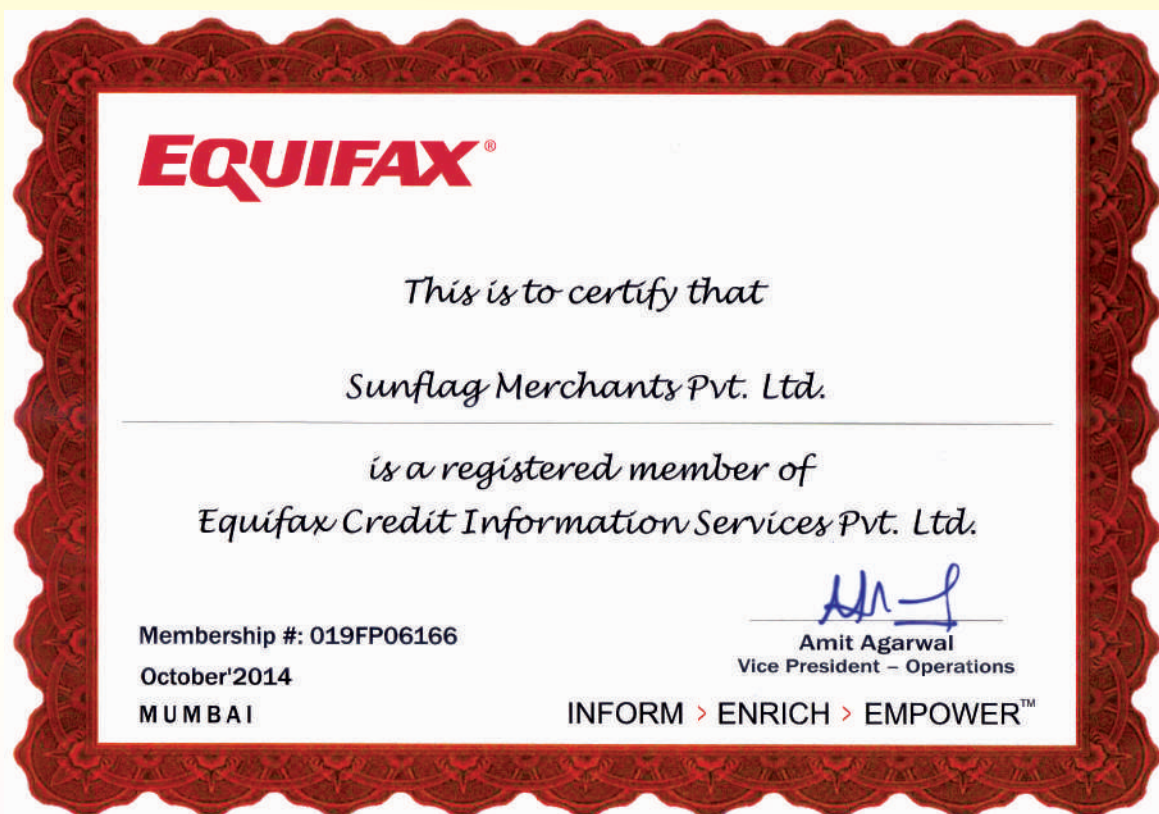 EQUIFAX®
This is to certify that
Sunflag Merchants Pvt. Ltd.
is a registered member of
Equifax Credit Information Services Pvt. Ltd.
Membership #: 019FP06166
October'2014
MUMBAI
Amit Agarwal
Vice President – Operations
INFORM > ENRICH > EMPOWER™